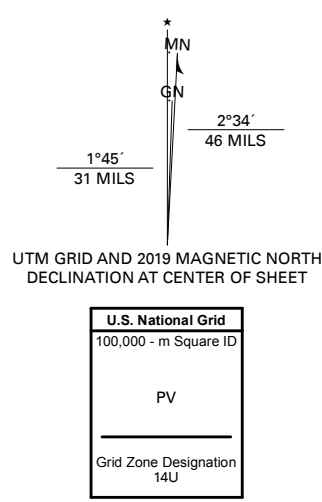 ★
MN
GN
2°34´
46 MILS
1°45´
31 MILS
UTM GRID AND 2019 MAGNETIC NORTH
DECLINATION AT CENTER OF SHEET
U.S. National Grid
100,000 - m Square ID
PV
Grid Zone Designation
14U